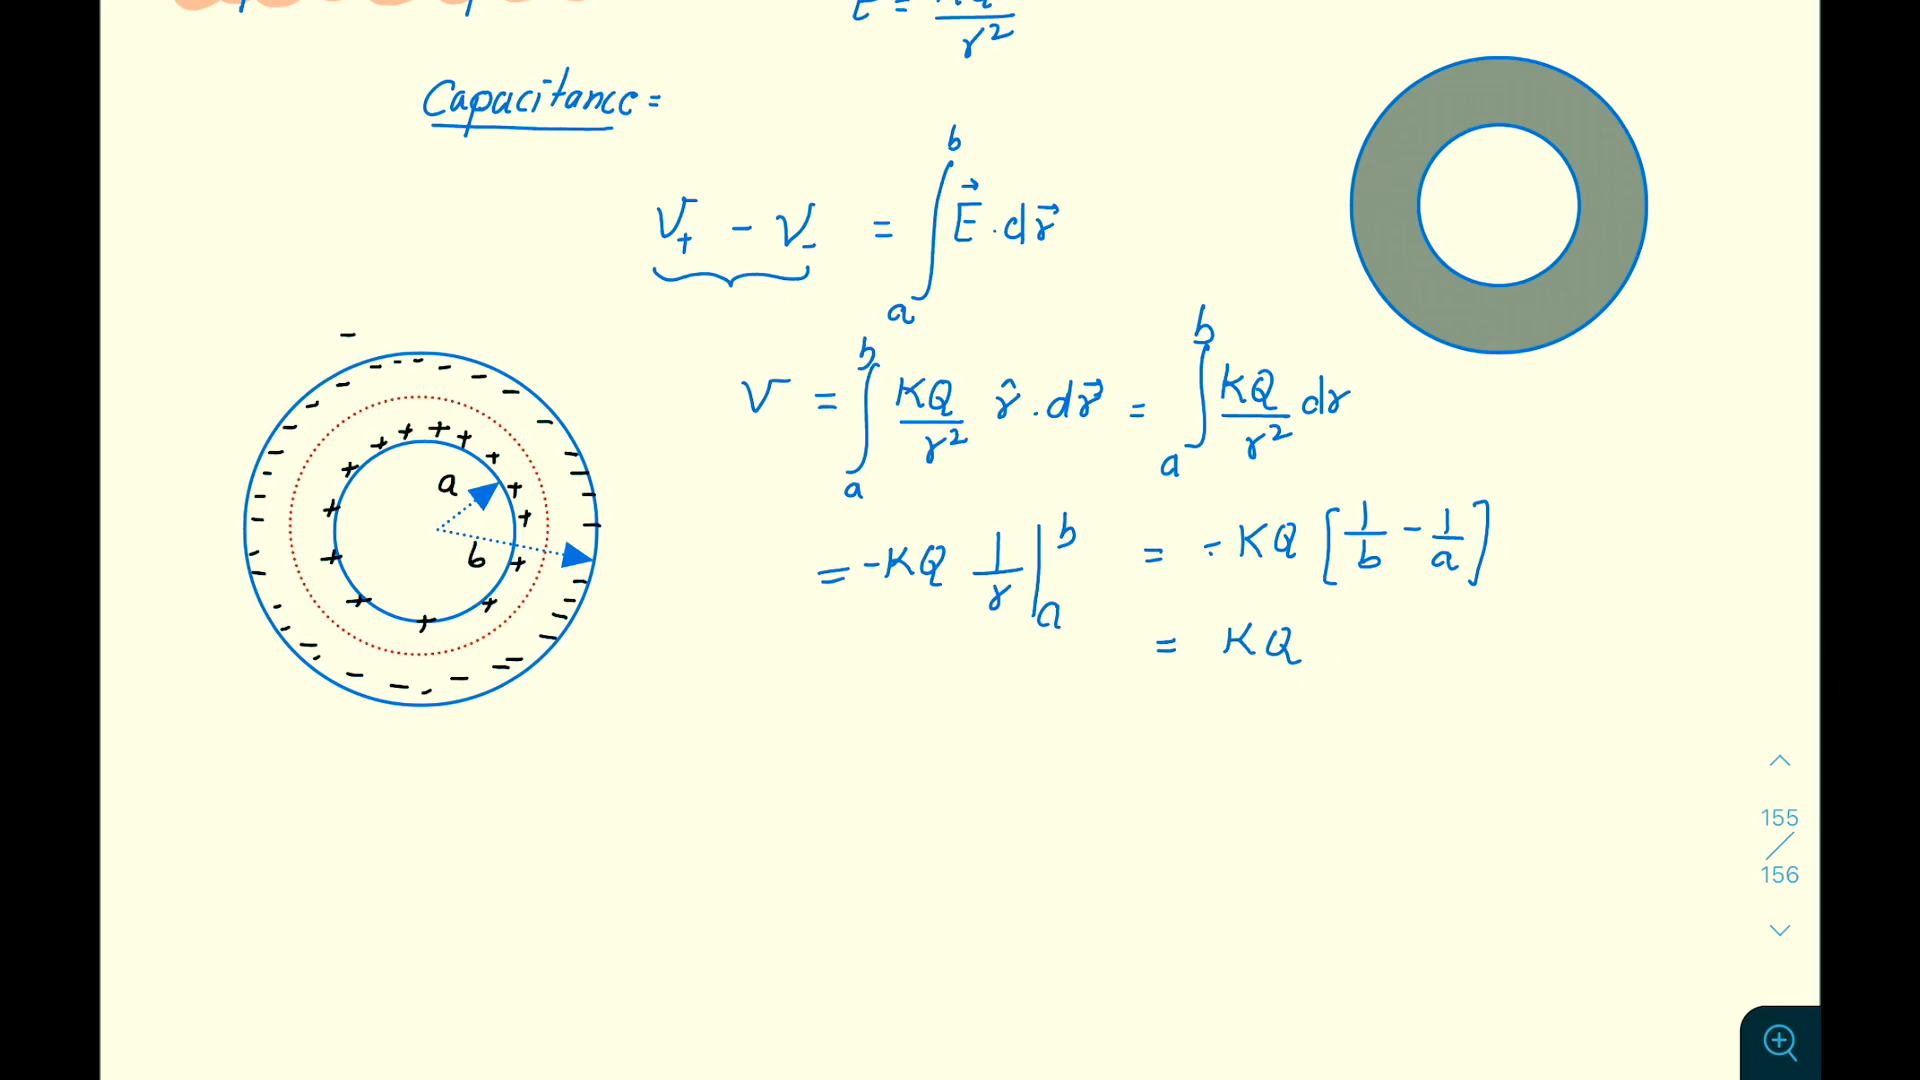 E = KQ/r²
Capacitance =
V₊ - V₋ = ∫ₐᵇ E⃗ . dr⃗
V = ∫ₐᵇ KQ/r² r̂ . dr⃗ = ∫ₐᵇ KQ/r² dr
= -KQ 1/r |ₐᵇ = -KQ [1/b - 1/a]
= KQ
a
b
155
/
156